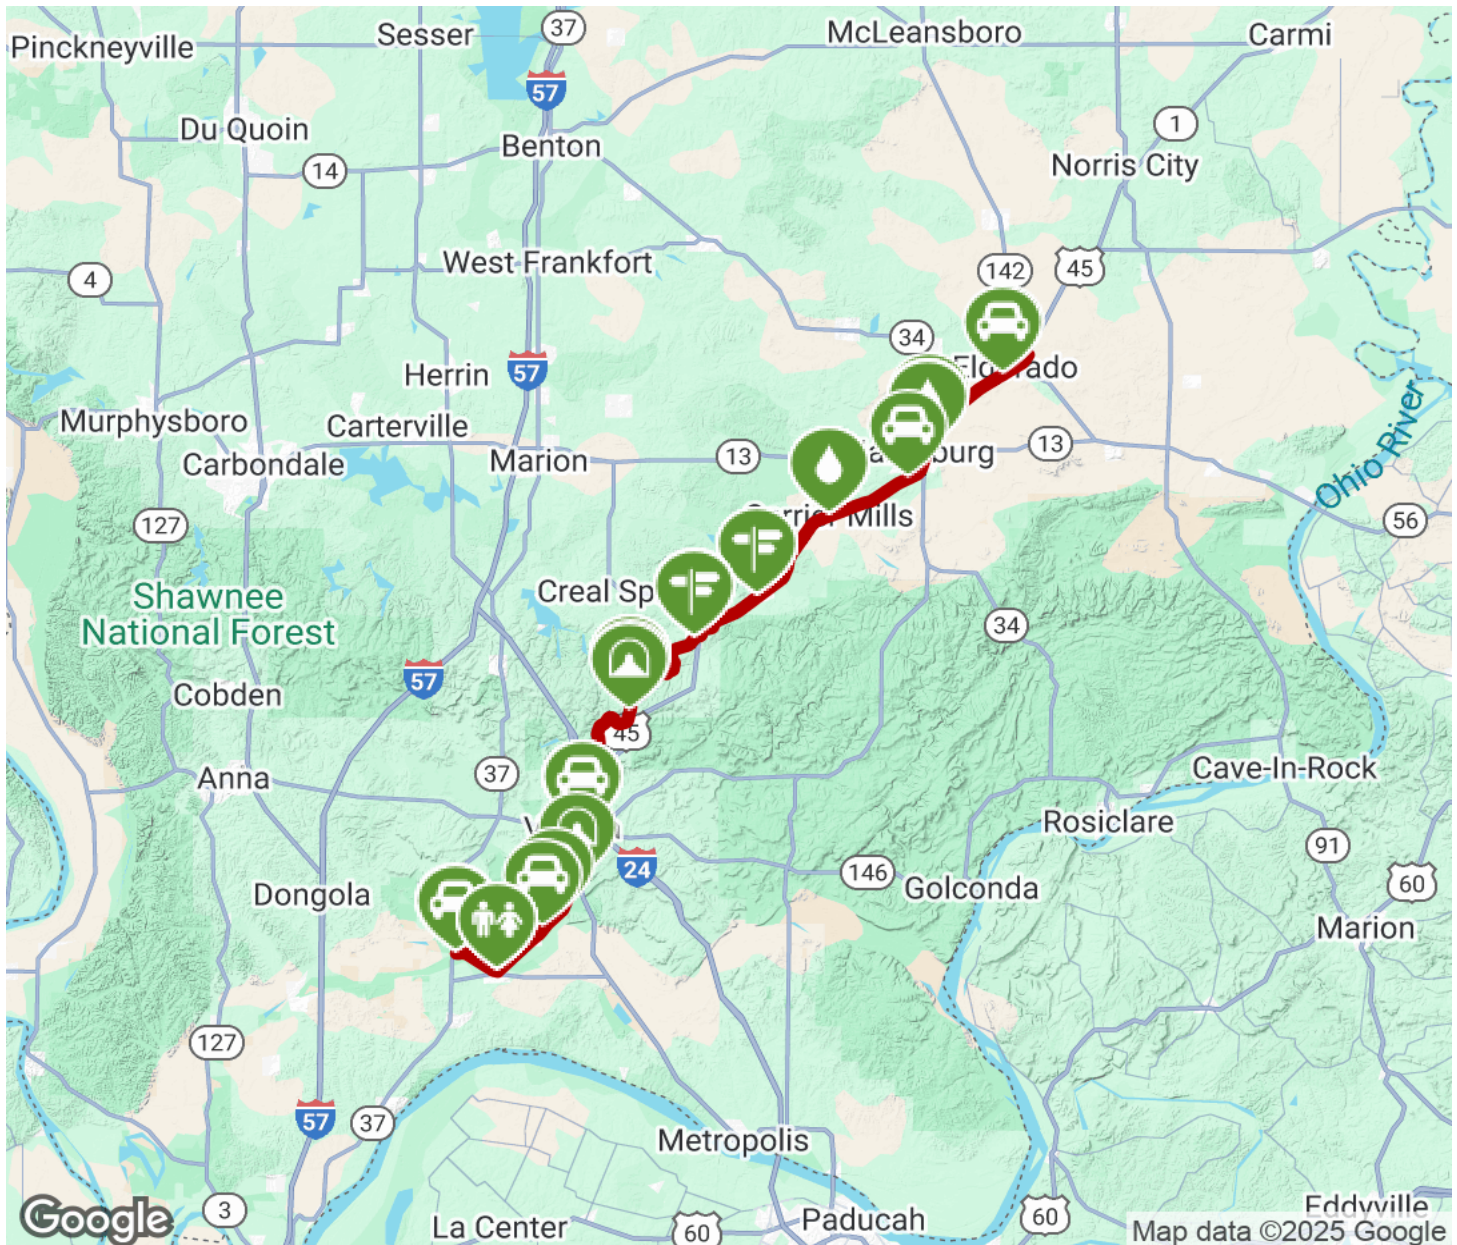 Pinckneyville
Sesser
37
McLeansboro
Carmi
57
Du Quoin
Benton
1
14
Norris City
West Frankfort
4
142
45
34
Herrin
57
Murphysboro
Carterville
Carbondale
Marion
13
13
Ohio River
127
56
Carrier Mills
Shawnee
National Forest
Creal Sp
34
57
Cobden
45
Anna
37
Cave-In-Rock
Rosiclare
91
24
146
60
Dongola
Golconda
Marion
127
57
37
Metropolis
3
La Center
60
Paducah
60
Eddyville
Google
Map data ©2025 Google